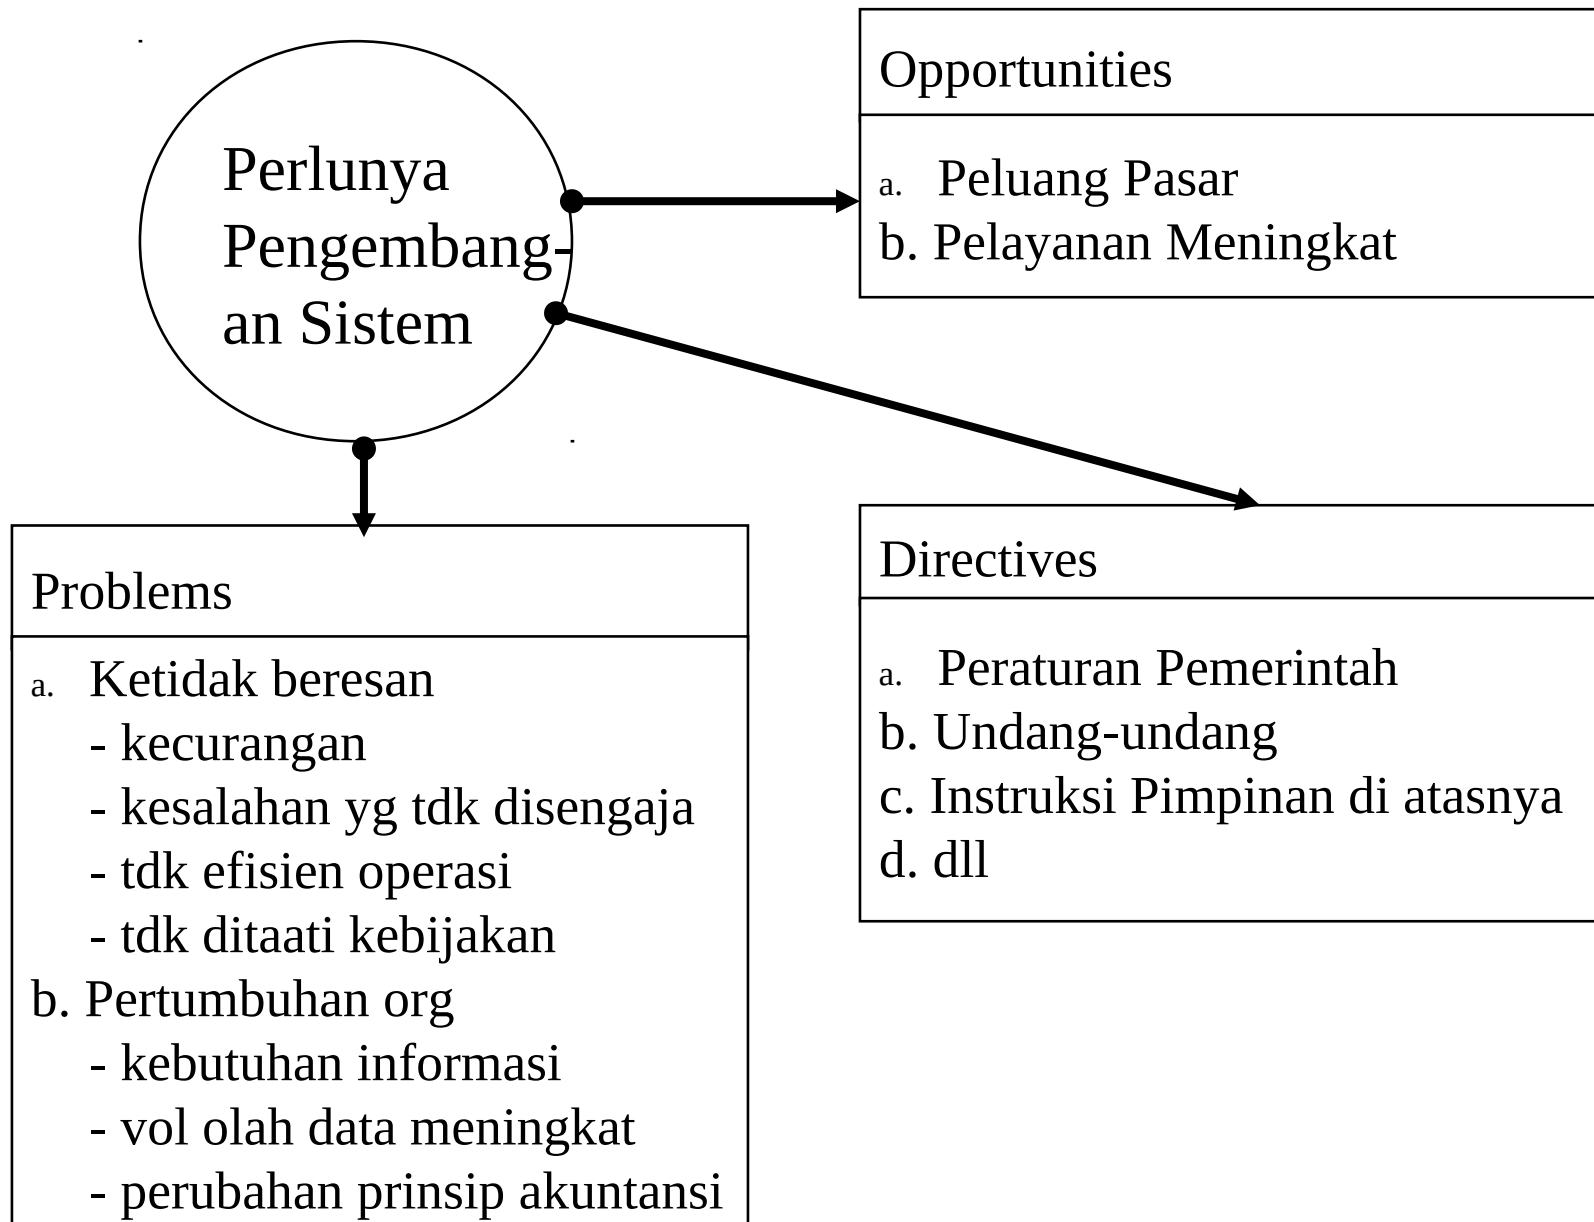 Perlunya
Pengembang-
an Sistem
Opportunities
a. Peluang Pasar
b. Pelayanan Meningkat
Problems
a. Ketidak beresan
- kecurangan
- kesalahan yg tdk disengaja
- tdk efisien operasi
- tdk ditaati kebijakan
b. Pertumbuhan org
- kebutuhan informasi
- vol olah data meningkat
- perubahan prinsip akuntansi
Directives
a. Peraturan Pemerintah
b. Undang-undang
c. Instruksi Pimpinan di atasnya
d. dll